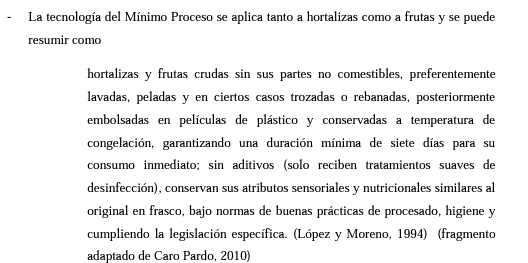 - La tecnología del Mínimo Proceso se aplica tanto a hortalizas como a frutas y se puede
resumir como
hortalizas y frutas crudas sin sus partes no comestibles, preferentemente
lavadas, peladas y en ciertos casos trozadas o rebanadas, posteriormente
embolsadas en películas de plástico y conservadas a temperatura de
congelación, garantizando una duración mínima de siete días para su
consumo inmediato; sin aditivos (solo reciben tratamientos suaves de
desinfección), conservan sus atributos sensoriales y nutricionales similares al
original en frasco, bajo normas de buenas prácticas de procesado, higiene y
cumpliendo la legislación específica. (López y Moreno, 1994) (fragmento
adaptado de Caro Pardo, 2010)